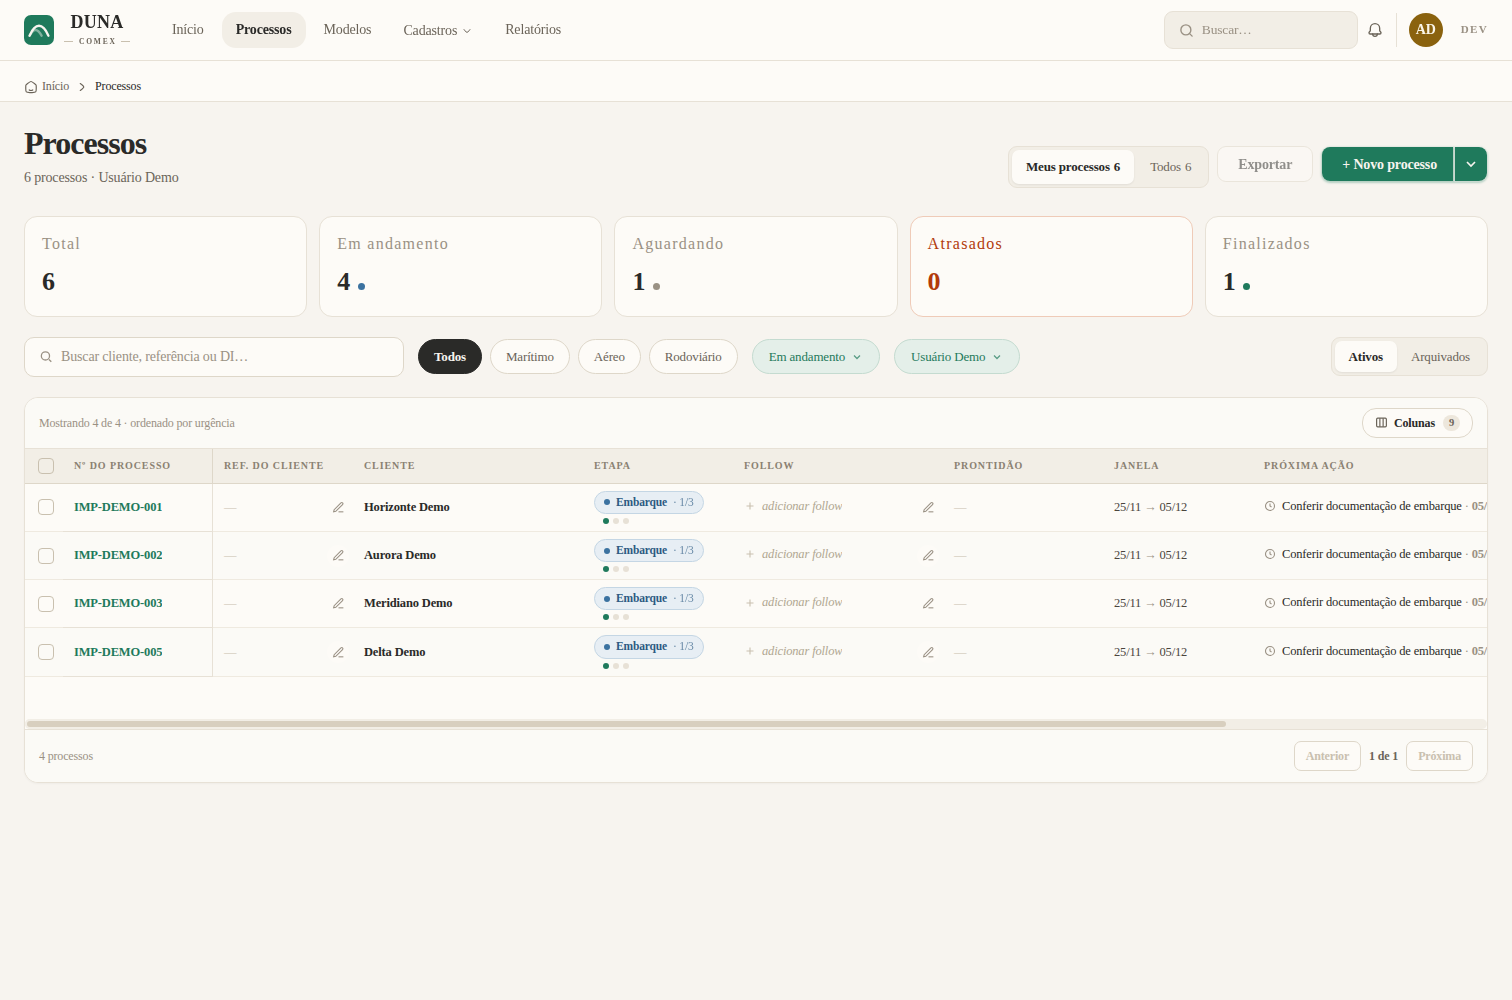 DUNA
COMEX
Início
Processos
Modelos
Cadastros
Relatórios
Buscar…
AD
DEV
Início
Processos
Processos
6 processos · Usuário Demo
Meus processos 6
Todos 6
Exportar
+ Novo processo
Total
6
Em andamento
4
Aguardando
1
Atrasados
0
Finalizados
1
Buscar cliente, referência ou DI…
Todos
Marítimo
Aéreo
Rodoviário
Em andamento
Usuário Demo
Ativos
Arquivados
Mostrando 4 de 4 · ordenado por urgência
Colunas 9
Nº DO PROCESSO REF. DO CLIENTE CLIENTE ETAPA FOLLOW PRONTIDÃO JANELA PRÓXIMA AÇÃO
IMP-DEMO-001 — Horizonte Demo Embarque · 1/3 + adicionar follow — 25/11 → 05/12 Conferir documentação de embarque · 05/
IMP-DEMO-002 — Aurora Demo Embarque · 1/3 + adicionar follow — 25/11 → 05/12 Conferir documentação de embarque · 05/
IMP-DEMO-003 — Meridiano Demo Embarque · 1/3 + adicionar follow — 25/11 → 05/12 Conferir documentação de embarque · 05/
IMP-DEMO-005 — Delta Demo Embarque · 1/3 + adicionar follow — 25/11 → 05/12 Conferir documentação de embarque · 05/
4 processos
Anterior
1 de 1
Próxima